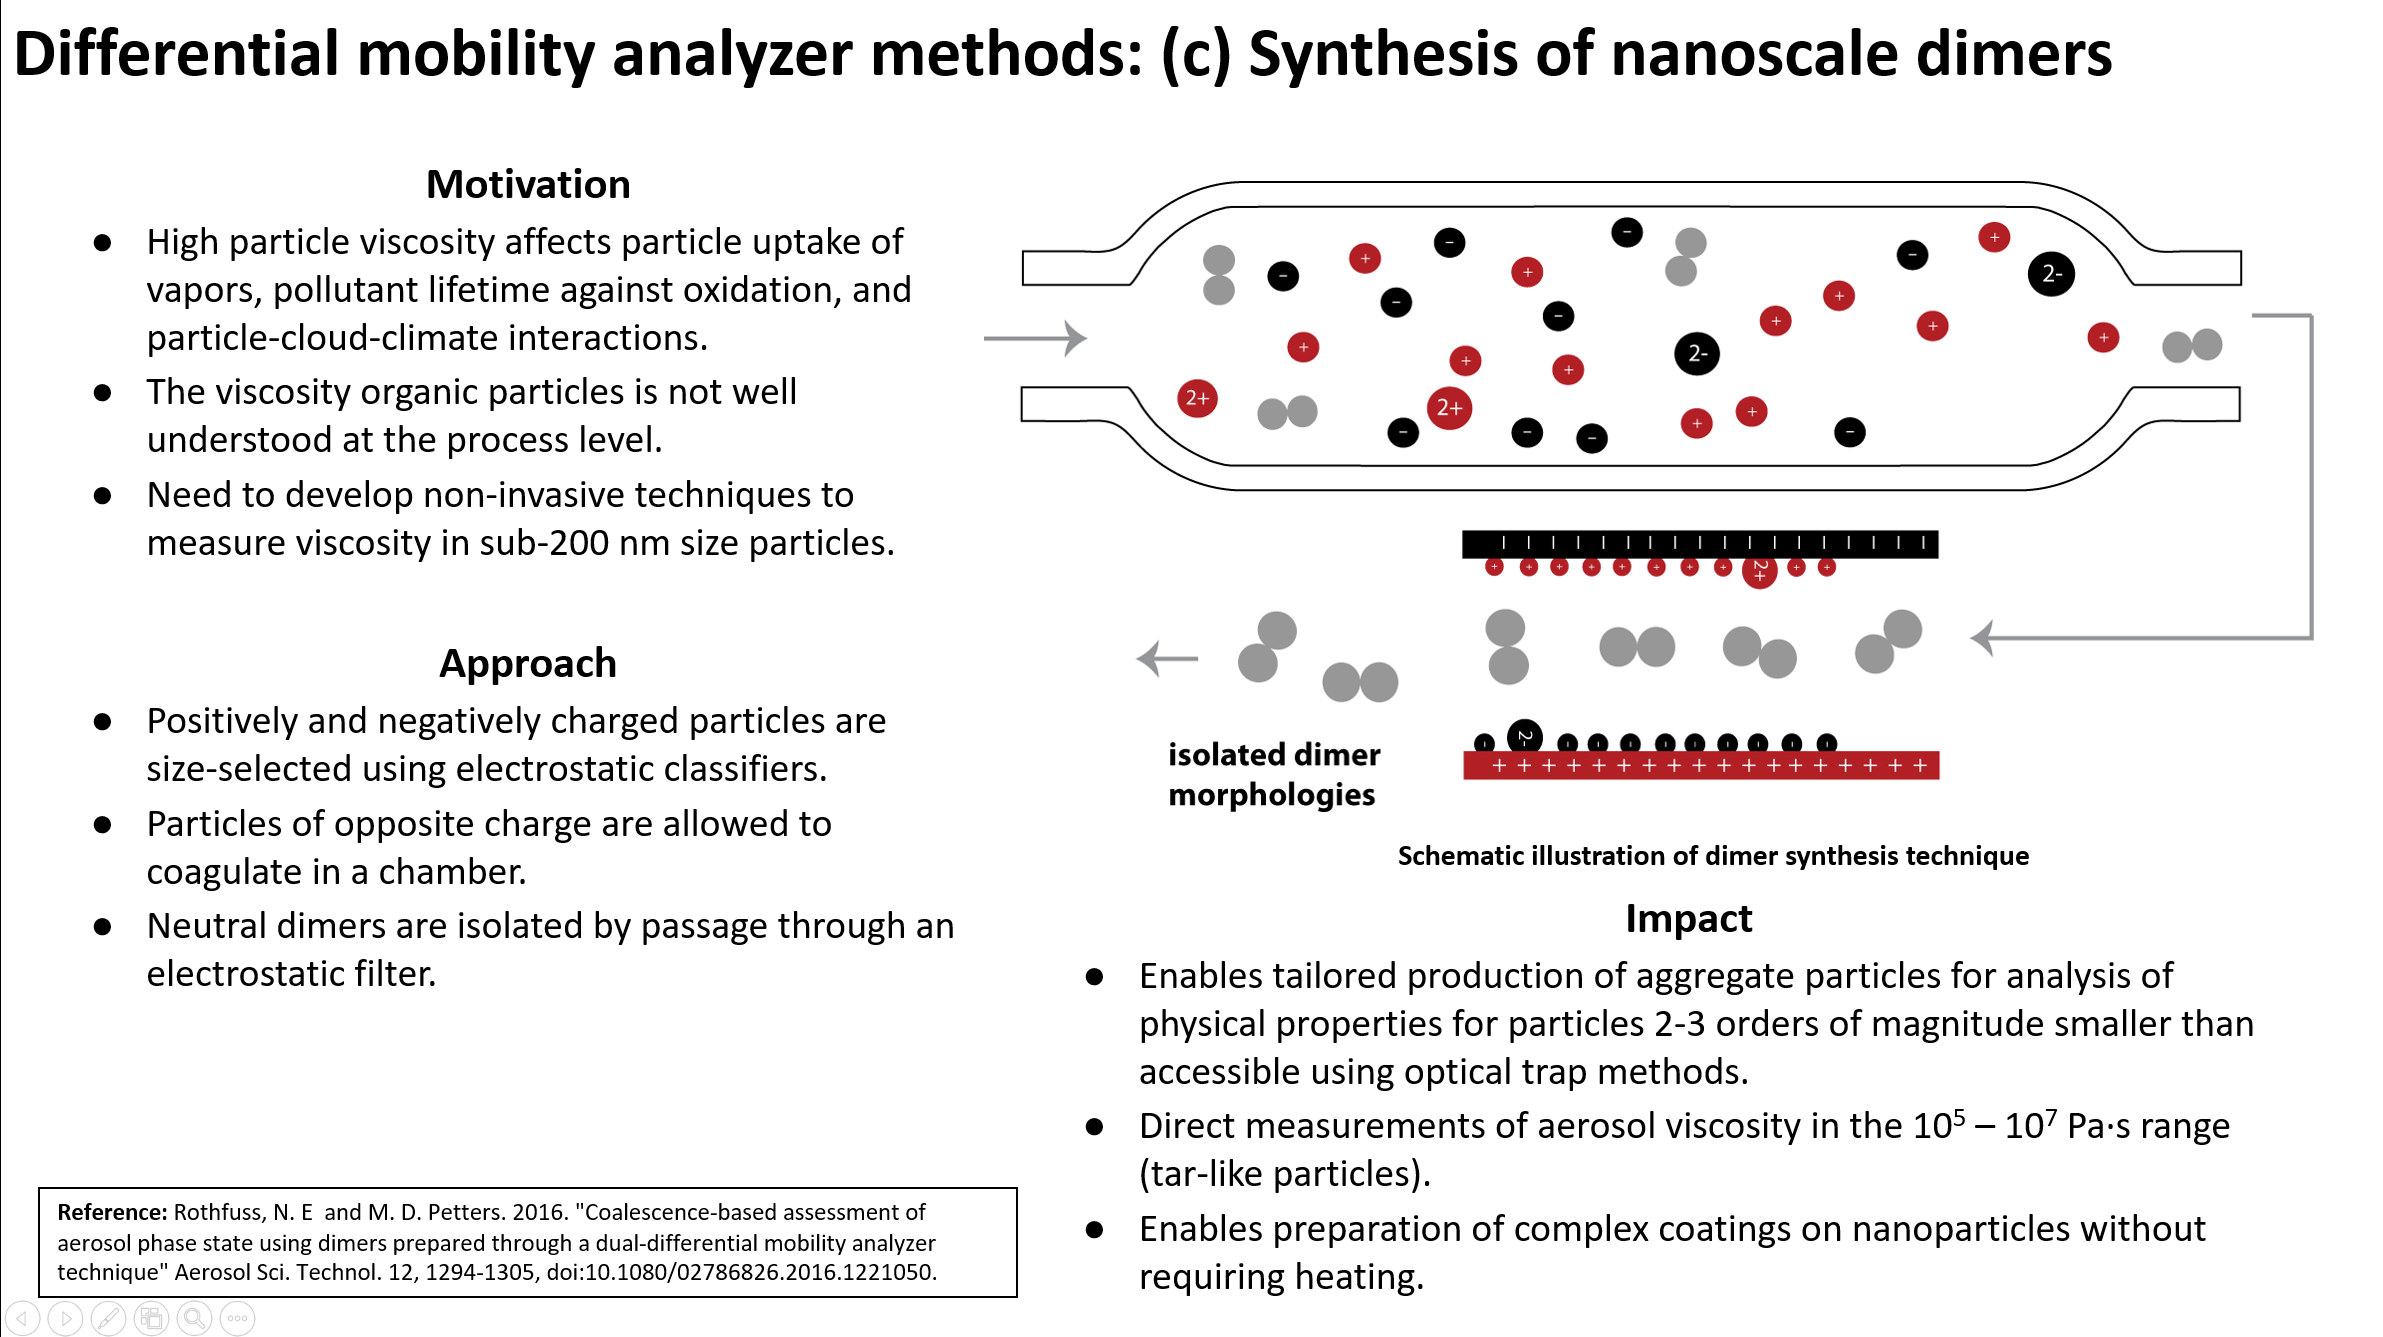 Differential mobility analyzer methods: (c) Synthesis of nanoscale dimers
Motivation
● High particle viscosity affects particle uptake of
vapors, pollutant lifetime against oxidation, and
particle-cloud-climate interactions.
● The viscosity organic particles is not well
understood at the process level.
● Need to develop non-invasive techniques to
measure viscosity in sub-200 nm size particles.
Approach
● Positively and negatively charged particles are
size-selected using electrostatic classifiers.
● Particles of opposite charge are allowed to
coagulate in a chamber.
● Neutral dimers are isolated by passage through an
electrostatic filter.
Reference: Rothfuss, N. E and M. D. Petters. 2016. "Coalescence-based assessment of
aerosol phase state using dimers prepared through a dual-differential mobility analyzer
technique" Aerosol Sci. Technol. 12, 1294-1305, doi:10.1080/02786826.2016.1221050.
2-
2-
2+
2+
2+
2-
isolated dimer
morphologies
Schematic illustration of dimer synthesis technique
Impact
● Enables tailored production of aggregate particles for analysis of
physical properties for particles 2-3 orders of magnitude smaller than
accessible using optical trap methods.
● Direct measurements of aerosol viscosity in the 10⁵ – 10⁷ Pa·s range
(tar-like particles).
● Enables preparation of complex coatings on nanoparticles without
requiring heating.